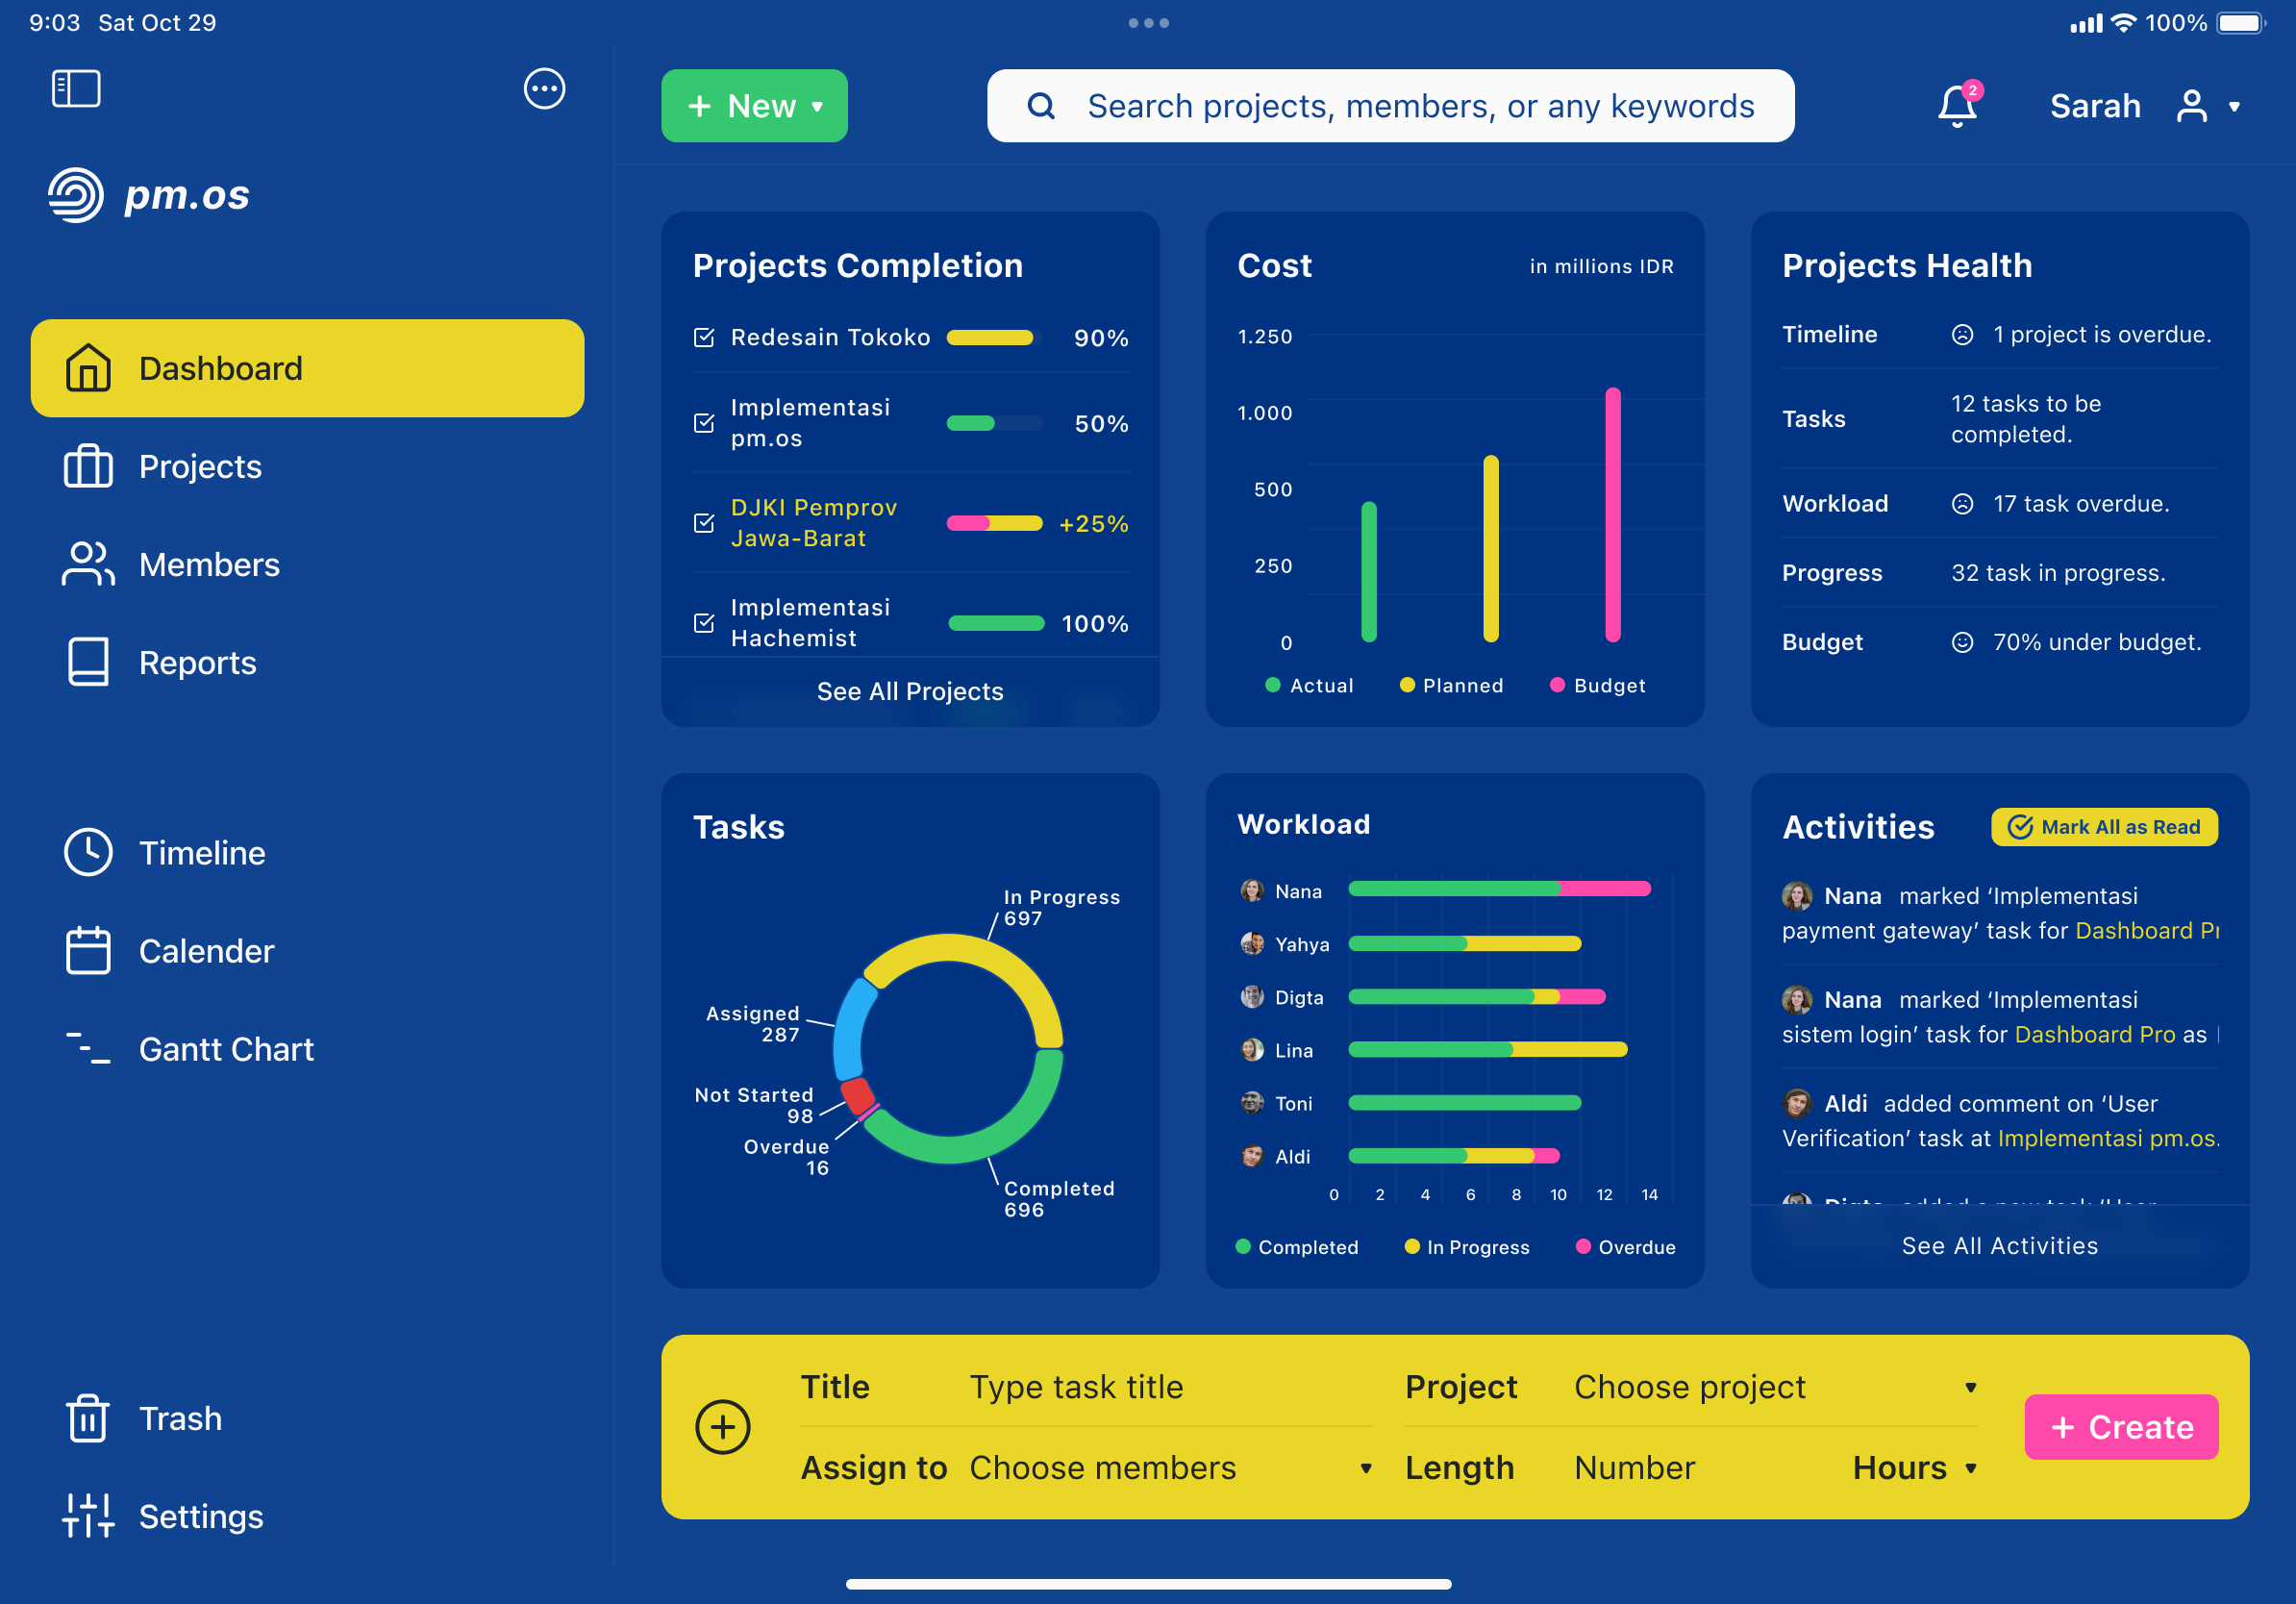 9:03 Sat Oct 29
100%
pm.os
Dashboard
Projects
Members
Reports
Timeline
Calender
Gantt Chart
Trash
Settings
+ New
Search projects, members, or any keywords
2
Sarah
Projects Completion
Redesain Tokoko 90%
Implementasi
pm.os 50%
DJKI Pemprov
Jawa-Barat +25%
Implementasi
Hachemist 100%
See All Projects
Cost in millions IDR
1.250
1.000
500
250
0
Actual Planned Budget
Projects Health
Timeline 1 project is overdue.
Tasks 12 tasks to be
completed.
Workload 17 task overdue.
Progress 32 task in progress.
Budget 70% under budget.
Tasks
In Progress
697
Assigned
287
Not Started
98
Overdue
16
Completed
696
Workload
Nana
Yahya
Digta
Lina
Toni
Aldi
0 2 4 6 8 10 12 14
Completed In Progress Overdue
Activities Mark All as Read
Nana marked ‘Implementasi
payment gateway’ task for Dashboard
Nana marked ‘Implementasi
sistem login’ task for Dashboard Pro as
Aldi added comment on ‘User
Verification’ task at Implementasi pm.os.
Digta added a new task ‘User
See All Activities
Title Type task title
Project Choose project
Assign to Choose members
Length Number Hours
+ Create